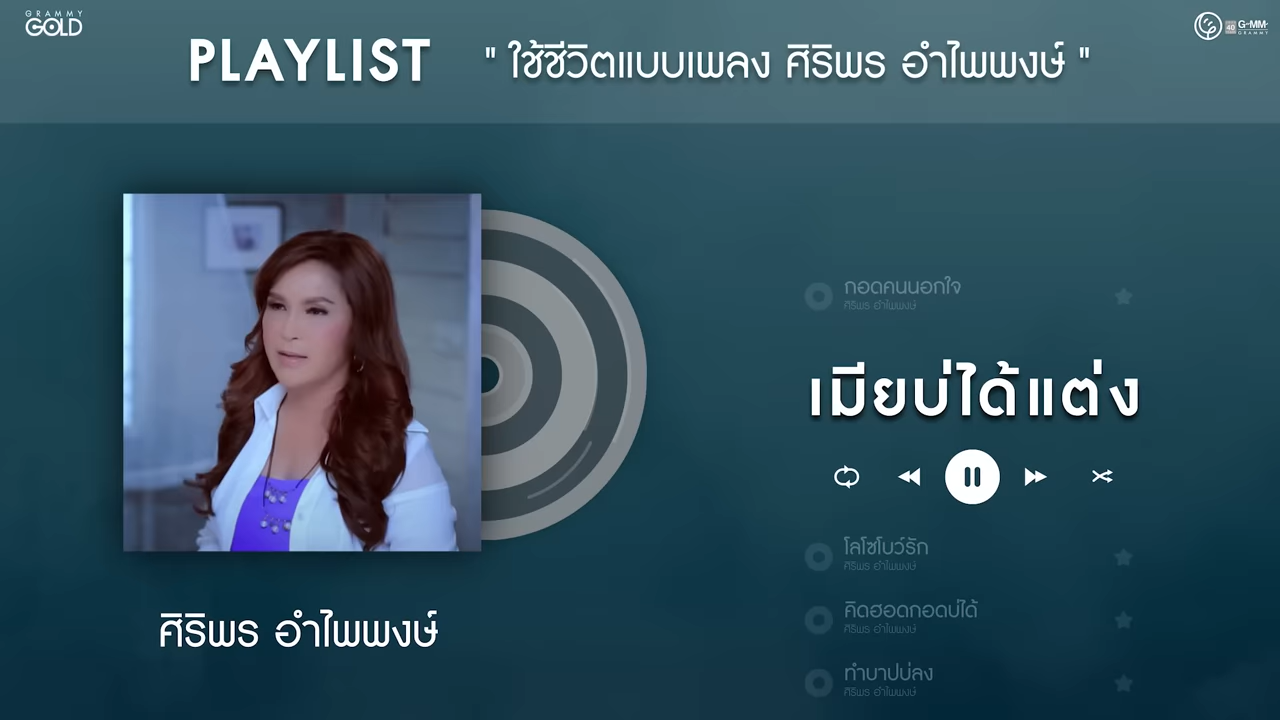 GRAMMY
GOLD
PLAYLIST " ใช้ชีวิตแบบเพลง ศิริพร อำไพพงษ์ "
40 G-MM-
GRAMMY
กอดคนนอกใจ
ศิริพร อำไพพงษ์
เมียบ่ได้แต่ง
โลโซโบว์รัก
ศิริพร อำไพพงษ์
คิดฮอดกอดบ่ได้
ศิริพร อำไพพงษ์
ทำบาปบ่ลง
ศิริพร อำไพพงษ์
ศิริพร อำไพพงษ์